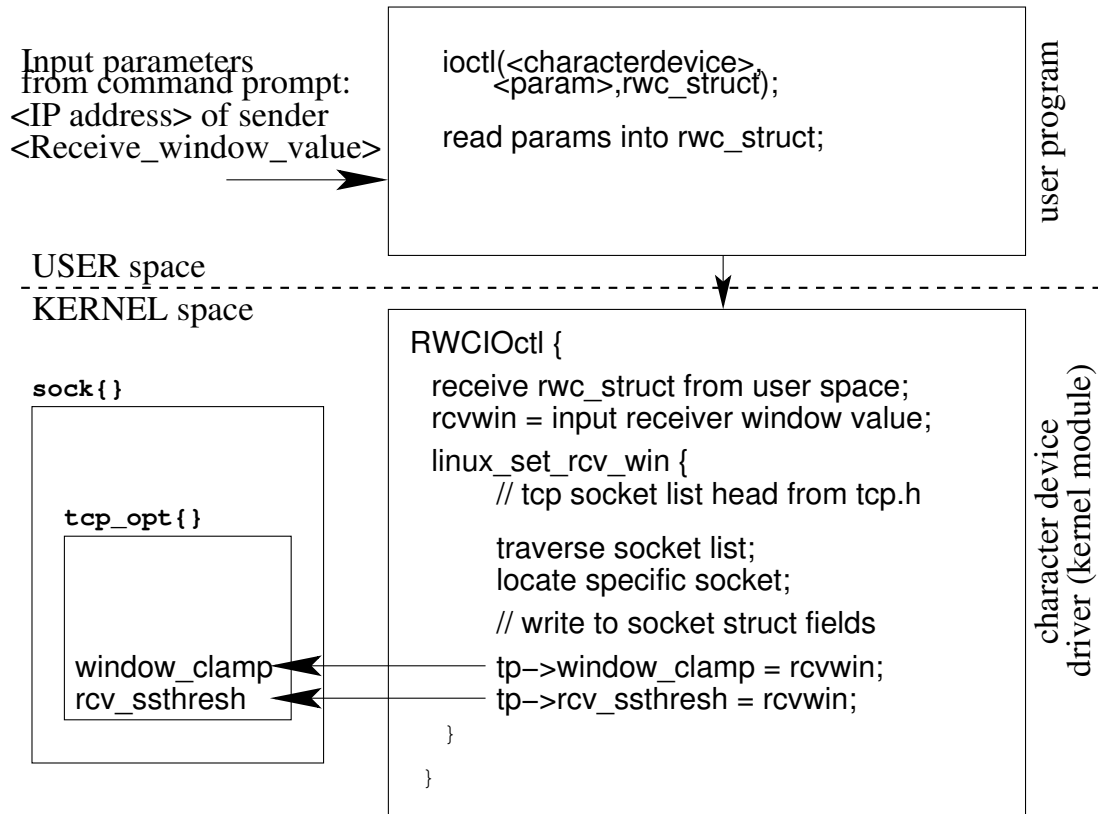 Input parameters
from command prompt:
<IP address> of sender
<Receive_window_value>
ioctl(<characterdevice>,
<param>,rwc_struct);
read params into rwc_struct;
user program
USER space
KERNEL space
sock{}
tcp_opt{}
window_clamp
rcv_ssthresh
RWCIOctl {
receive rwc_struct from user space;
rcvwin = input receiver window value;
linux_set_rcv_win {
// tcp socket list head from tcp.h
traverse socket list;
locate specific socket;
// write to socket struct fields
tp−>window_clamp = rcvwin;
tp−>rcv_ssthresh = rcvwin;
}
}
character device
driver (kernel module)